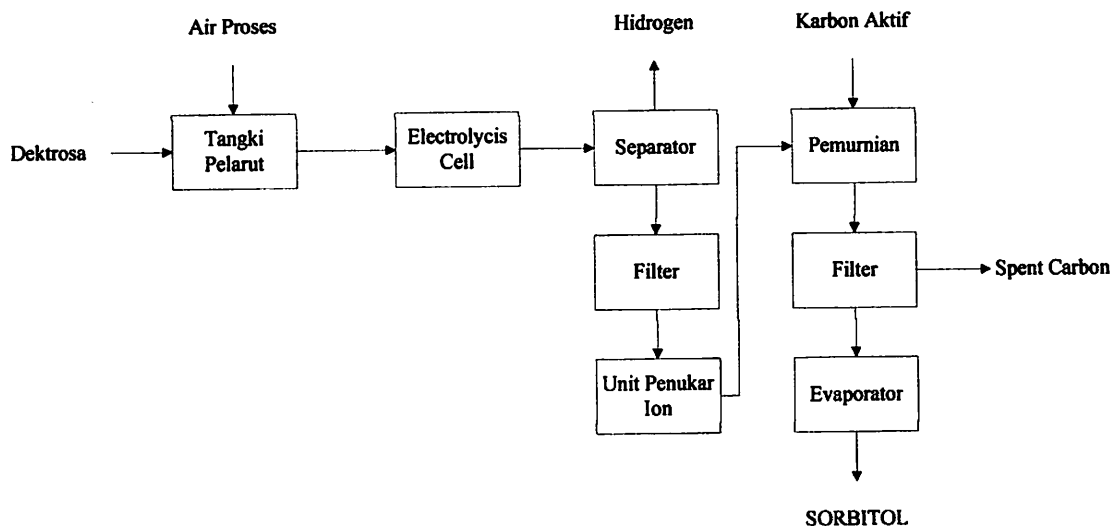 Air Proses
Hidrogen
Karbon Aktif
Dektrosa
Tangki
Pelarut
Electrolycis
Cell
Separator
Pemurnian
Filter
Filter
Spent Carbon
Unit Penukar
Ion
Evaporator
SORBITOL